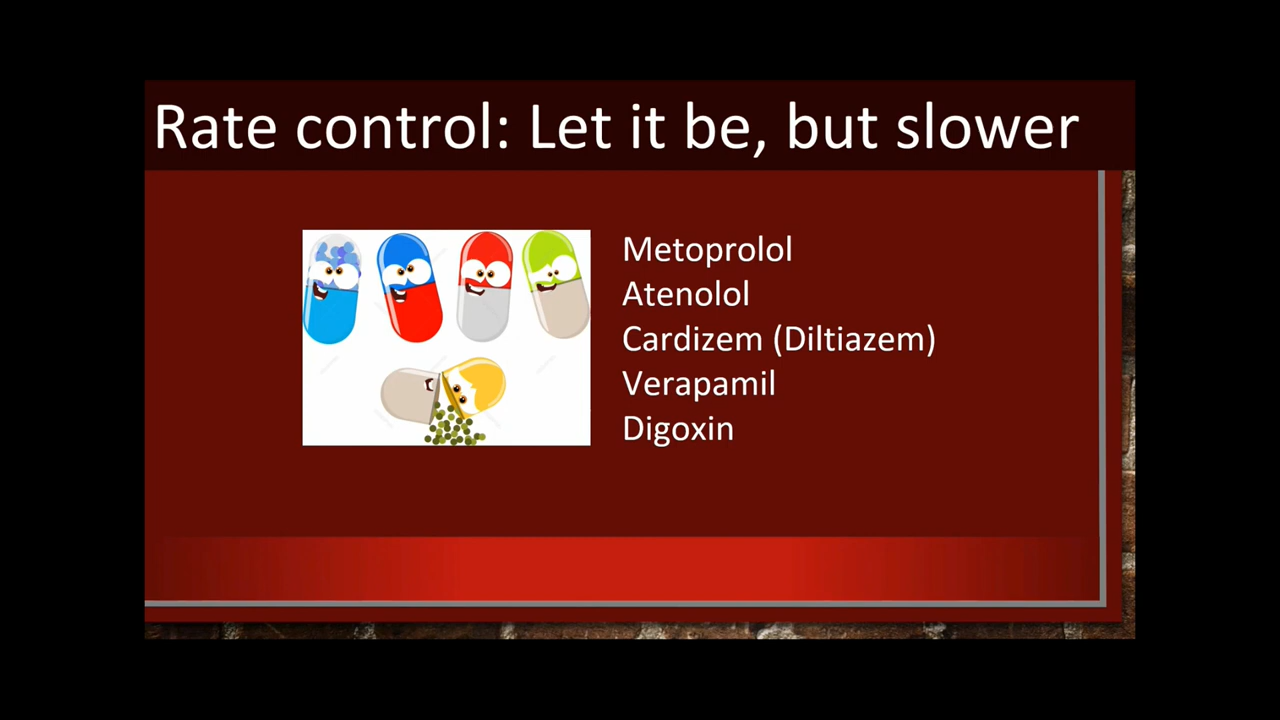 Rate control: Let it be, but slower
Metoprolol
Atenolol
Cardizem (Diltiazem)
Verapamil
Digoxin